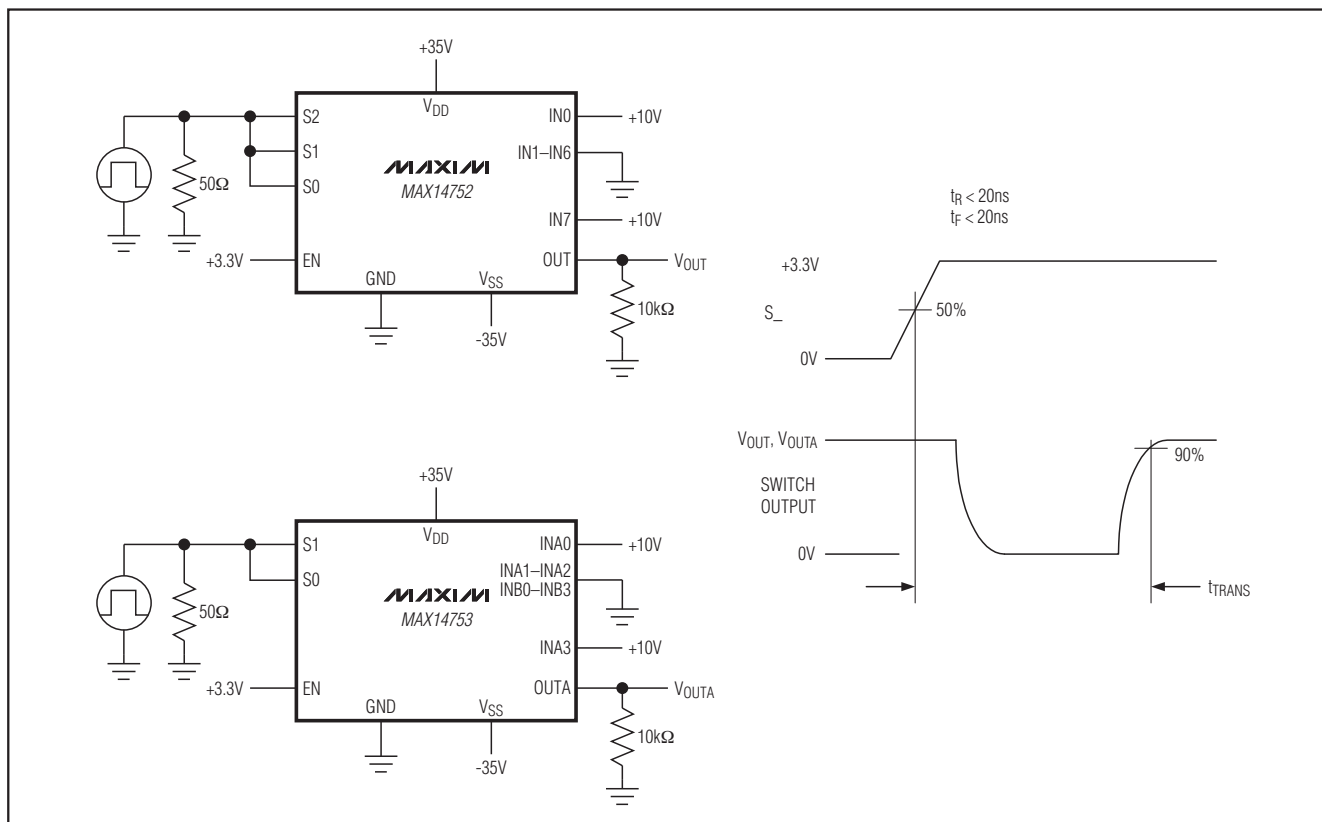 +35V
VDD
S2
S1
S0
50Ω
+3.3V
EN
GND
VSS
-35V
MAXIM
MAX14752
IN0
+10V
IN1–IN6
IN7
+10V
OUT
VOUT
10kΩ
+35V
VDD
S1
S0
50Ω
+3.3V
EN
GND
VSS
-35V
MAXIM
MAX14753
INA0
+10V
INA1–INA2
INB0–INB3
INA3
+10V
OUTA
VOUTA
10kΩ
tR < 20ns
tF < 20ns
+3.3V
S_
50%
0V
VOUT, VOUTA
90%
SWITCH
OUTPUT
0V
tTRANS